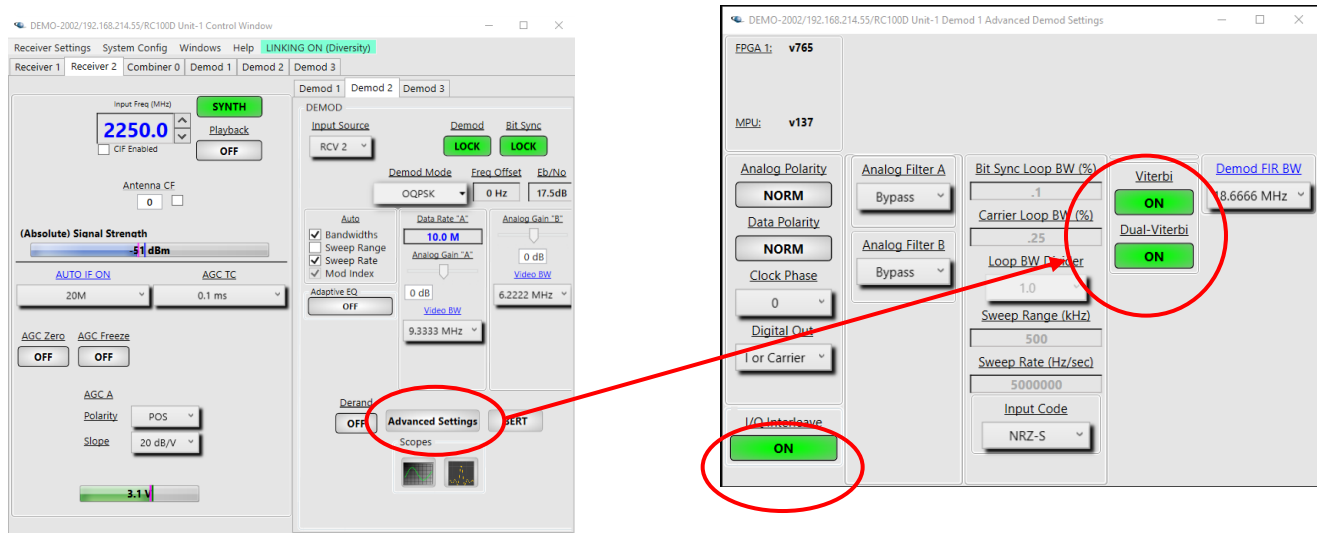 DEMO-2002/192.168.214.55/RC100D Unit-1 Control Window
Receiver Settings System Config Windows Help LINKING ON (Diversity)
Receiver 1 Receiver 2 Combiner 0 Demod 1 Demod 2 Demod 3
Input Freq (MHz)
SYNTH
2250.0
CIF Enabled
Playback
OFF
Antenna CF
0
(Absolute) Signal Strength
-51 dBm
AUTO IF ON AGC TC
20M 0.1 ms
AGC Zero AGC Freeze
OFF OFF
AGC A
Polarity POS
Slope 20 dB/V
3.1 V
Demod 1 Demod 2 Demod 3
DEMOD
Input Source Demod Bit Sync
RCV 2 LOCK LOCK
Demod Mode Freq Offset Eb/No
OQPSK 0 Hz 17.5dB
Auto
Bandwidths
Sweep Range
Sweep Rate
Mod Index
Adaptive EQ
OFF
Data Rate "A"
10.0 M
Analog Gain "A"
0 dB
Video BW
9.3333 MHz
Analog Gain "B"
0 dB
Video BW
6.2222 MHz
Derand
OFF Advanced Settings BERT
Scopes
DEMO-2002/192.168.214.55/RC100D Unit-1 Demod 1 Advanced Demod Settings
FPGA 1: v765
MPU: v137
Analog Polarity
NORM
Data Polarity
NORM
Clock Phase
0
Digital Out
I or Carrier
I/Q Interleave
ON
Analog Filter A
Bypass
Analog Filter B
Bypass
Bit Sync Loop BW (%)
.1
Carrier Loop BW (%)
.25
Loop BW Divider
1.0
Sweep Range (kHz)
500
Sweep Rate (Hz/sec)
5000000
Input Code
NRZ-S
Viterbi
ON
Dual-Viterbi
ON
Demod FIR BW
18.6666 MHz